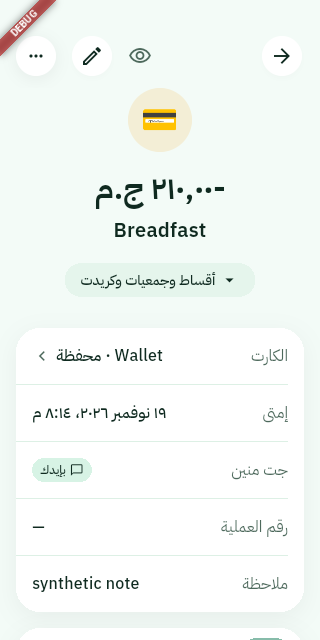 DEBUG
-٢١٠,٠٠ ج.م
Breadfast
أقساط وجمعيات وكريدت
الكارت
محفظة · Wallet
إمتى
١٩ نوفمبر ٢٠٢٦، ٨:١٤ م
جت منين
بإيدك
رقم العملية
—
ملاحظة
synthetic note